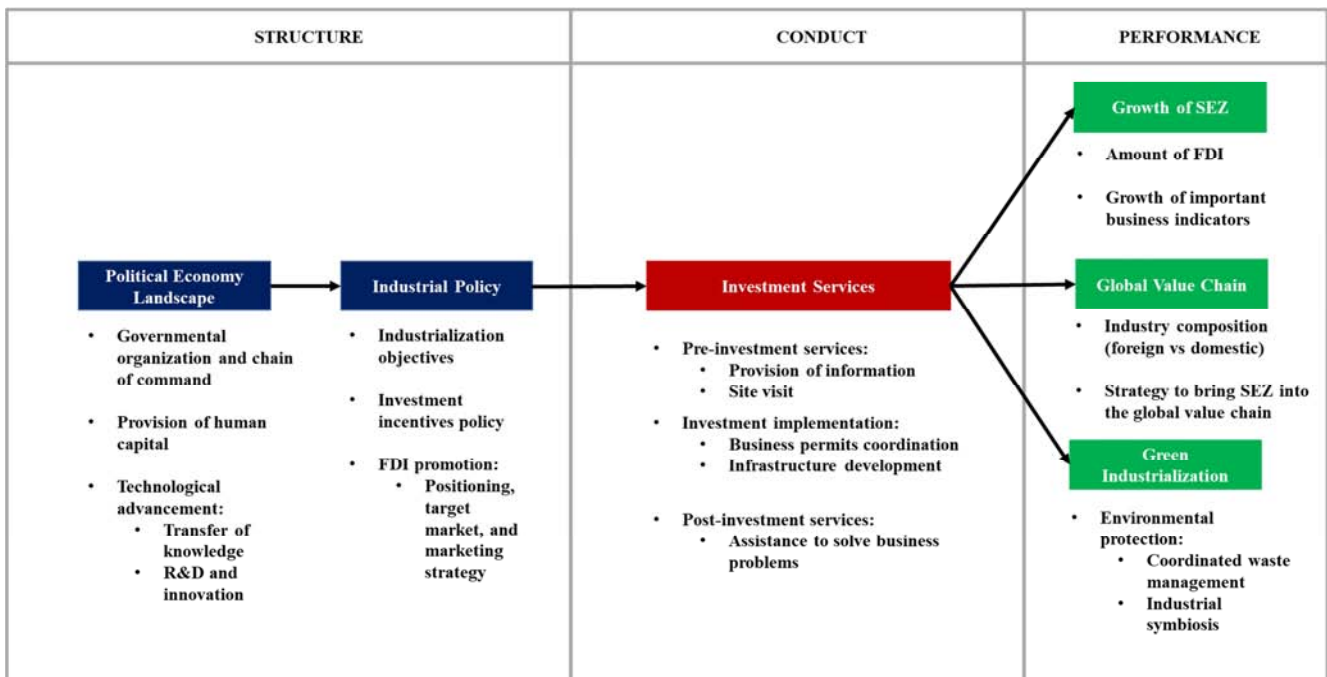 STRUCTURE
CONDUCT
PERFORMANCE
Political Economy
Landscape
• Governmental
organization and chain
of command
• Provision of human
capital
• Technological
advancement:
• Transfer of
knowledge
• R&D and
innovation
Industrial Policy
• Industrialization
objectives
• Investment
incentives policy
• FDI promotion:
• Positioning,
target
market, and
marketing
strategy
Investment Services
• Pre-investment services:
• Provision of information
• Site visit
• Investment implementation:
• Business permits coordination
• Infrastructure development
• Post-investment services:
• Assistance to solve business
problems
Growth of SEZ
• Amount of FDI
• Growth of important
business indicators
Global Value Chain
• Industry composition
(foreign vs domestic)
• Strategy to bring SEZ into
the global value chain
Green
Industrialization
• Environmental
protection:
• Coordinated waste
management
• Industrial
symbiosis